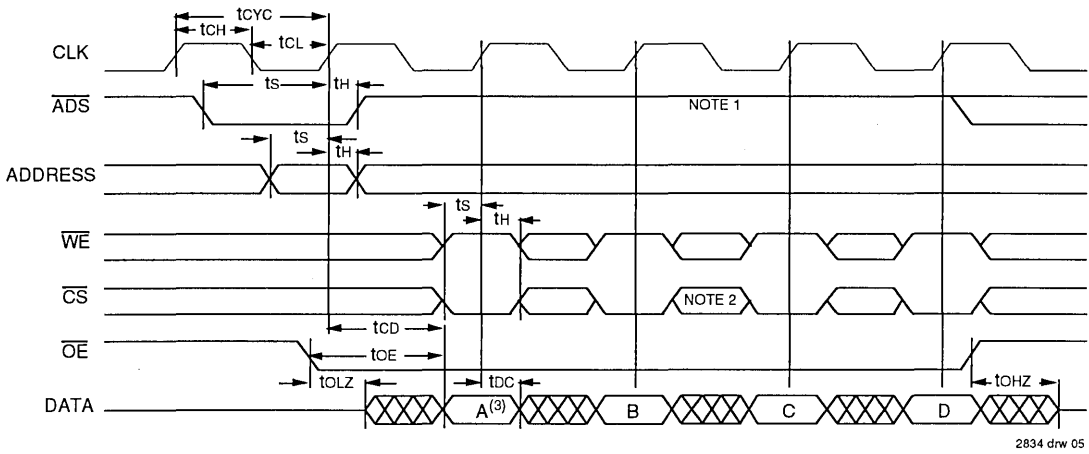 tCYC
tCH
tCL
CLK
tS
tH
ADS
NOTE 1
tS
tH
ADDRESS
tS
tH
WE
CS
NOTE 2
tCD
OE
tOE
tOLZ
tDC
tOHZ
DATA
A(3)
B
C
D
2834 drw 05